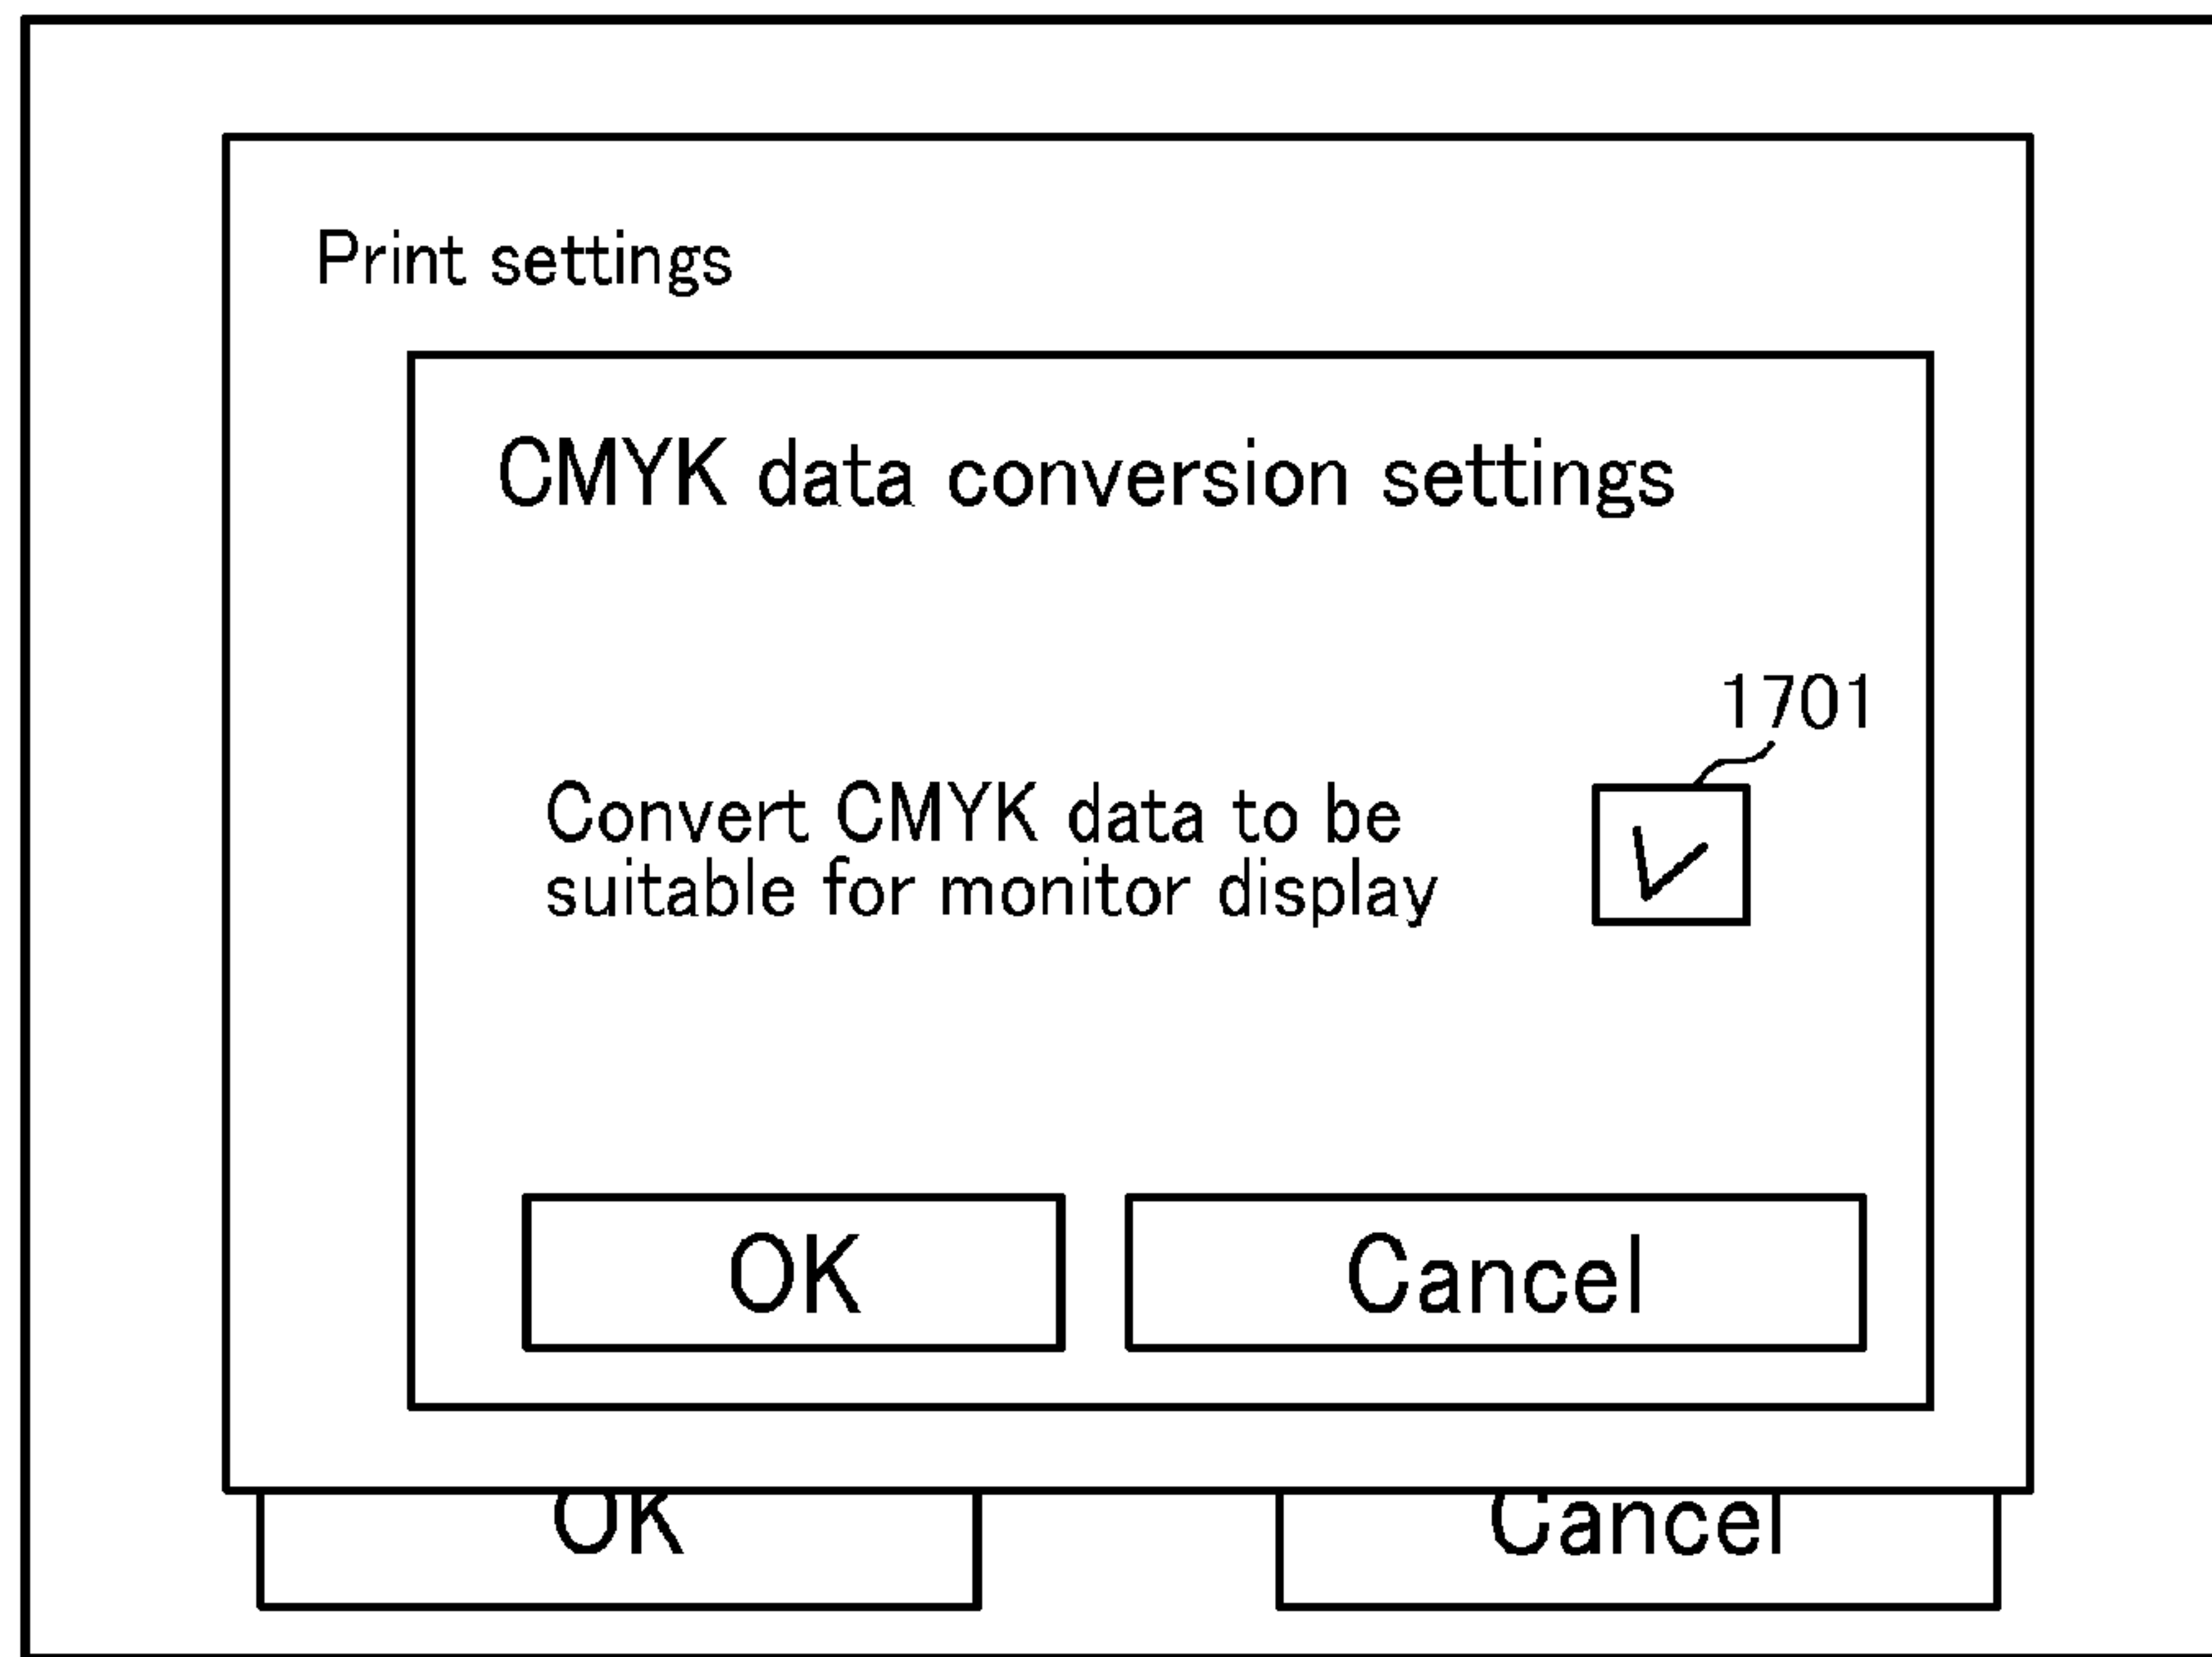 Print settings
CMYK data conversion settings
1701
Convert CMYK data to be
suitable for monitor display
OK Cancel
OK Cancel